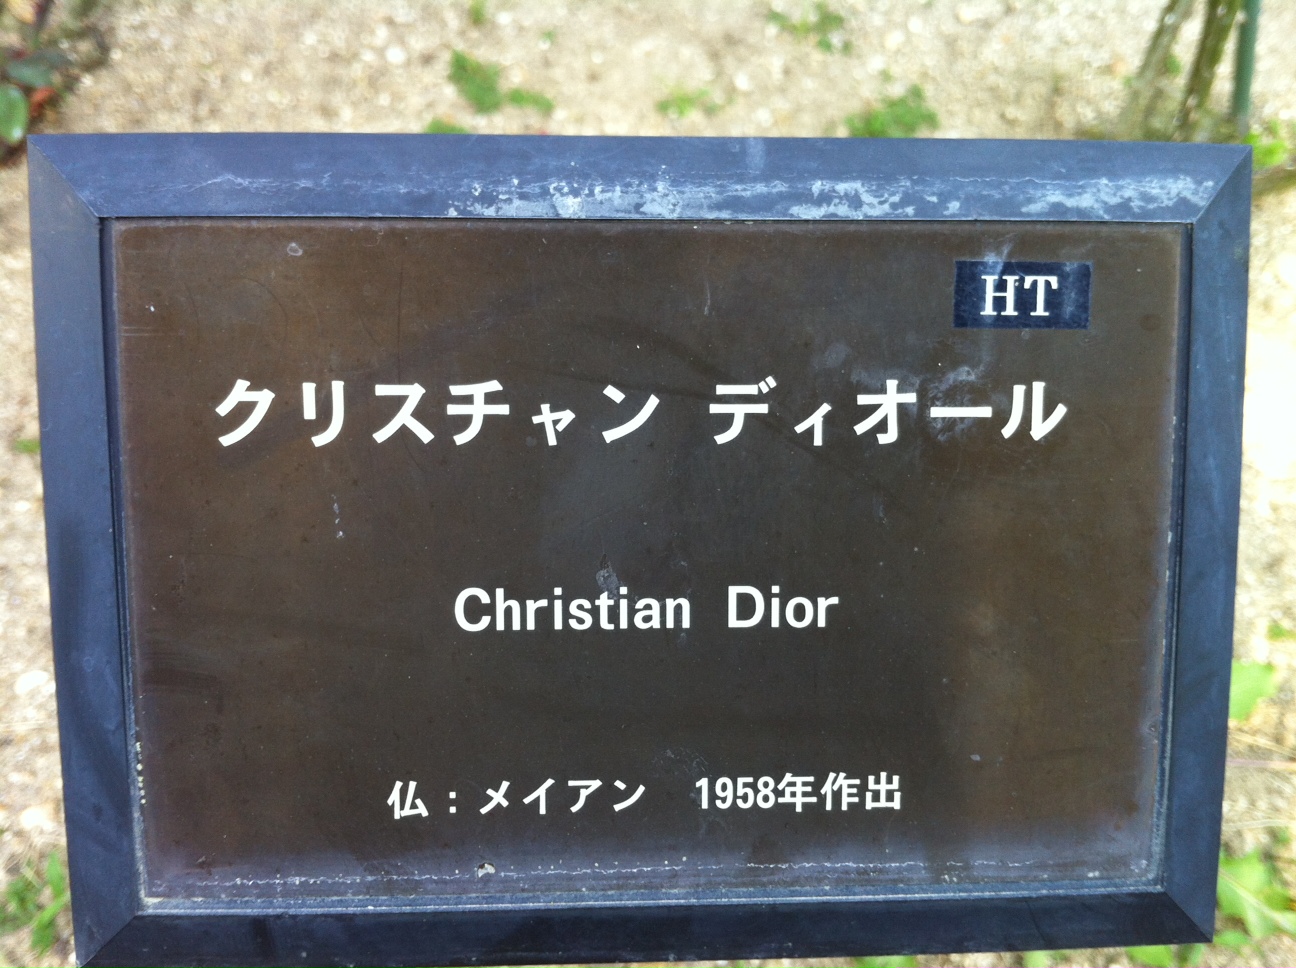 HT
クリスチャン ディオール
Christian Dior
仏：メイアン　1958年作出